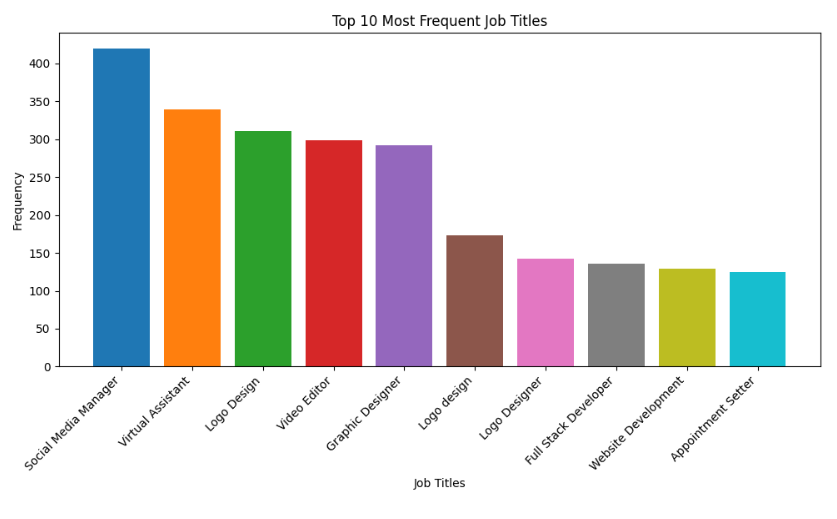 Top 10 Most Frequent Job Titles
Frequency
400
350
300
250
200
150
100
50
0
Social Media Manager
Virtual Assistant
Logo Design
Video Editor
Graphic Designer
Logo design
Logo Designer
Full Stack Developer
Website Development
Appointment Setter
Job Titles